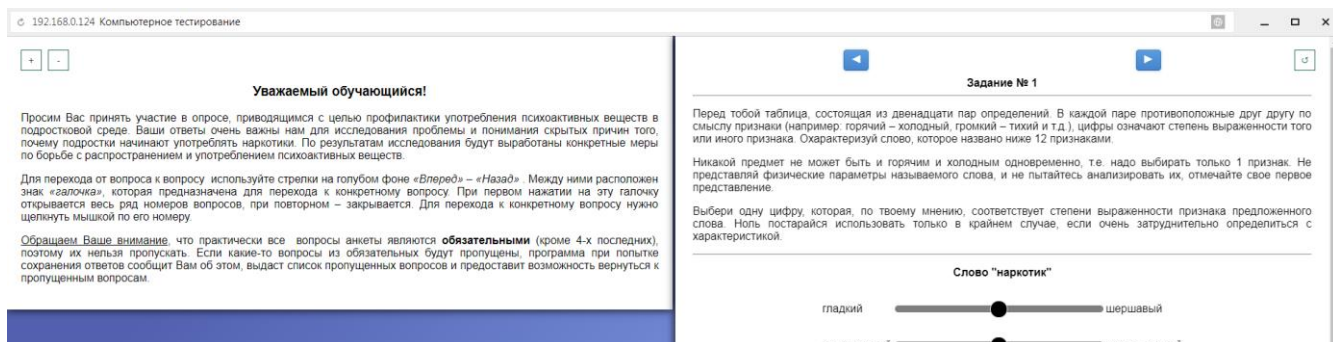 192.168.0.124 Компьютерное тестирование
+ -
Уважаемый обучающийся!
Просим Вас принять участие в опросе, приводящимся с целью профилактики употребления психоактивных веществ в
подростковой среде. Ваши ответы очень важны нам для исследования проблемы и понимания скрытых причин того,
почему подростки начинают употреблять наркотики. По результатам исследования будут выработаны конкретные меры
по борьбе с распространением и употреблением психоактивных веществ.
Для перехода от вопроса к вопросу используйте стрелки на голубом фоне «Вперед» – «Назад» . Между ними расположен
знак «галочка», которая предназначена для перехода к конкретному вопросу. При первом нажатии на эту галочку
открывается весь ряд номеров вопросов, при повторном – закрывается. Для перехода к конкретному вопросу нужно
щелкнуть мышкой по его номеру.
Обращаем Ваше внимание, что практически все вопросы анкеты являются обязательными (кроме 4-х последних),
поэтому их нельзя пропускать. Если какие-то вопросы из обязательных будут пропущены, программа при попытке
сохранения ответов сообщит Вам об этом, выдаст список пропущенных вопросов и предоставит возможность вернуться к
пропущенным вопросам.
Задание № 1
Перед тобой таблица, состоящая из двенадцати пар определений. В каждой паре противоположные друг другу по
смыслу признаки (например: горячий – холодный, громкий – тихий и т.д.), цифры означают степень выраженности того
или иного признака. Охарактеризуй слово, которое названо ниже 12 признаками.
Никакой предмет не может быть и горячим и холодным одновременно, т.е. надо выбирать только 1 признак. Не
представляй физические параметры называемого слова, и не пытайтесь анализировать их, отмечайте свое первое
представление.
Выбери одну цифру, которая, по твоему мнению, соответствует степени выраженности признака предложенного
слова. Ноль постарайся использовать только в крайнем случае, если очень затруднительно определиться с
характеристикой.
Слово "наркотик"
гладкий шершавый